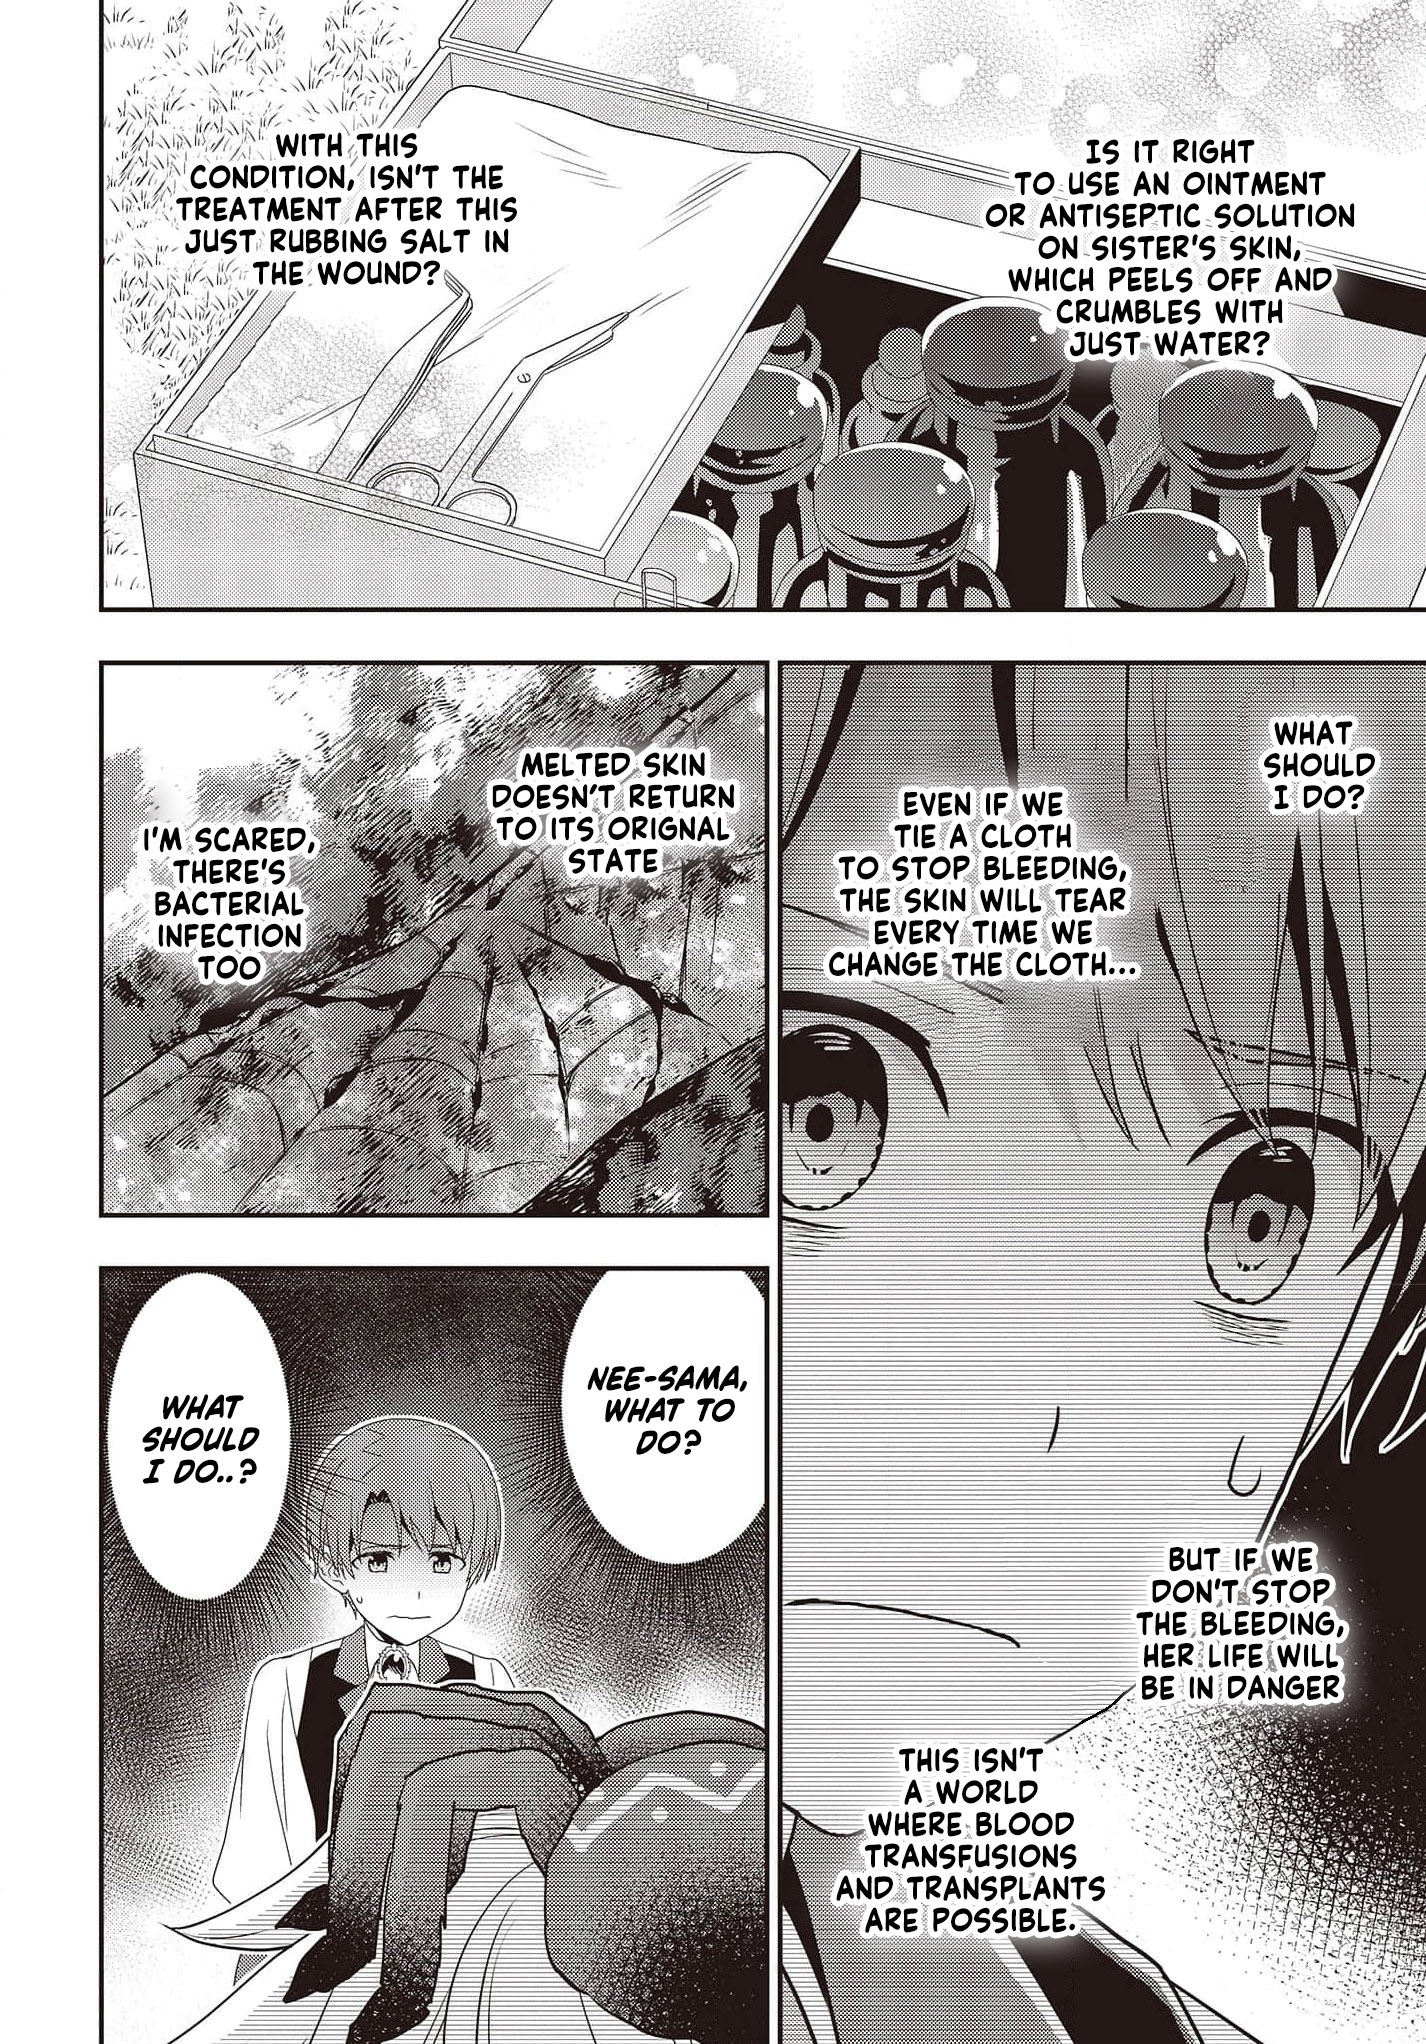 IS IT RIGHT
TO USE AN OINTMENT
OR ANTISEPTIC SOLUTION
ON SISTER'S SKIN,
WHICH PEELS OFF AND
CRUMBLES WITH
JUST WATER?
WITH THIS
CONDITION, ISN'T THE
TREATMENT AFTER THIS
JUST RUBBING SALT IN
THE WOUND?
WHAT
SHOULD
I DO?
EVEN IF WE
TIE A CLOTH
TO STOP BLEEDING,
THE SKIN WILL TEAR
EVERY TIME WE
CHANGE THE CLOTH...
BUT IF WE
DON'T STOP
THE BLEEDING,
HER LIFE WILL
BE IN DANGER
THIS ISN'T
A WORLD
WHERE BLOOD
TRANSFUSIONS
AND TRANSPLANTS
ARE POSSIBLE.
MELTED SKIN
DOESN'T RETURN
TO ITS ORIGNAL
STATE
I'M SCARED,
THERE'S
BACTERIAL
INFECTION
TOO
NEE-SAMA,
WHAT TO
DO?
WHAT
SHOULD
I DO..?